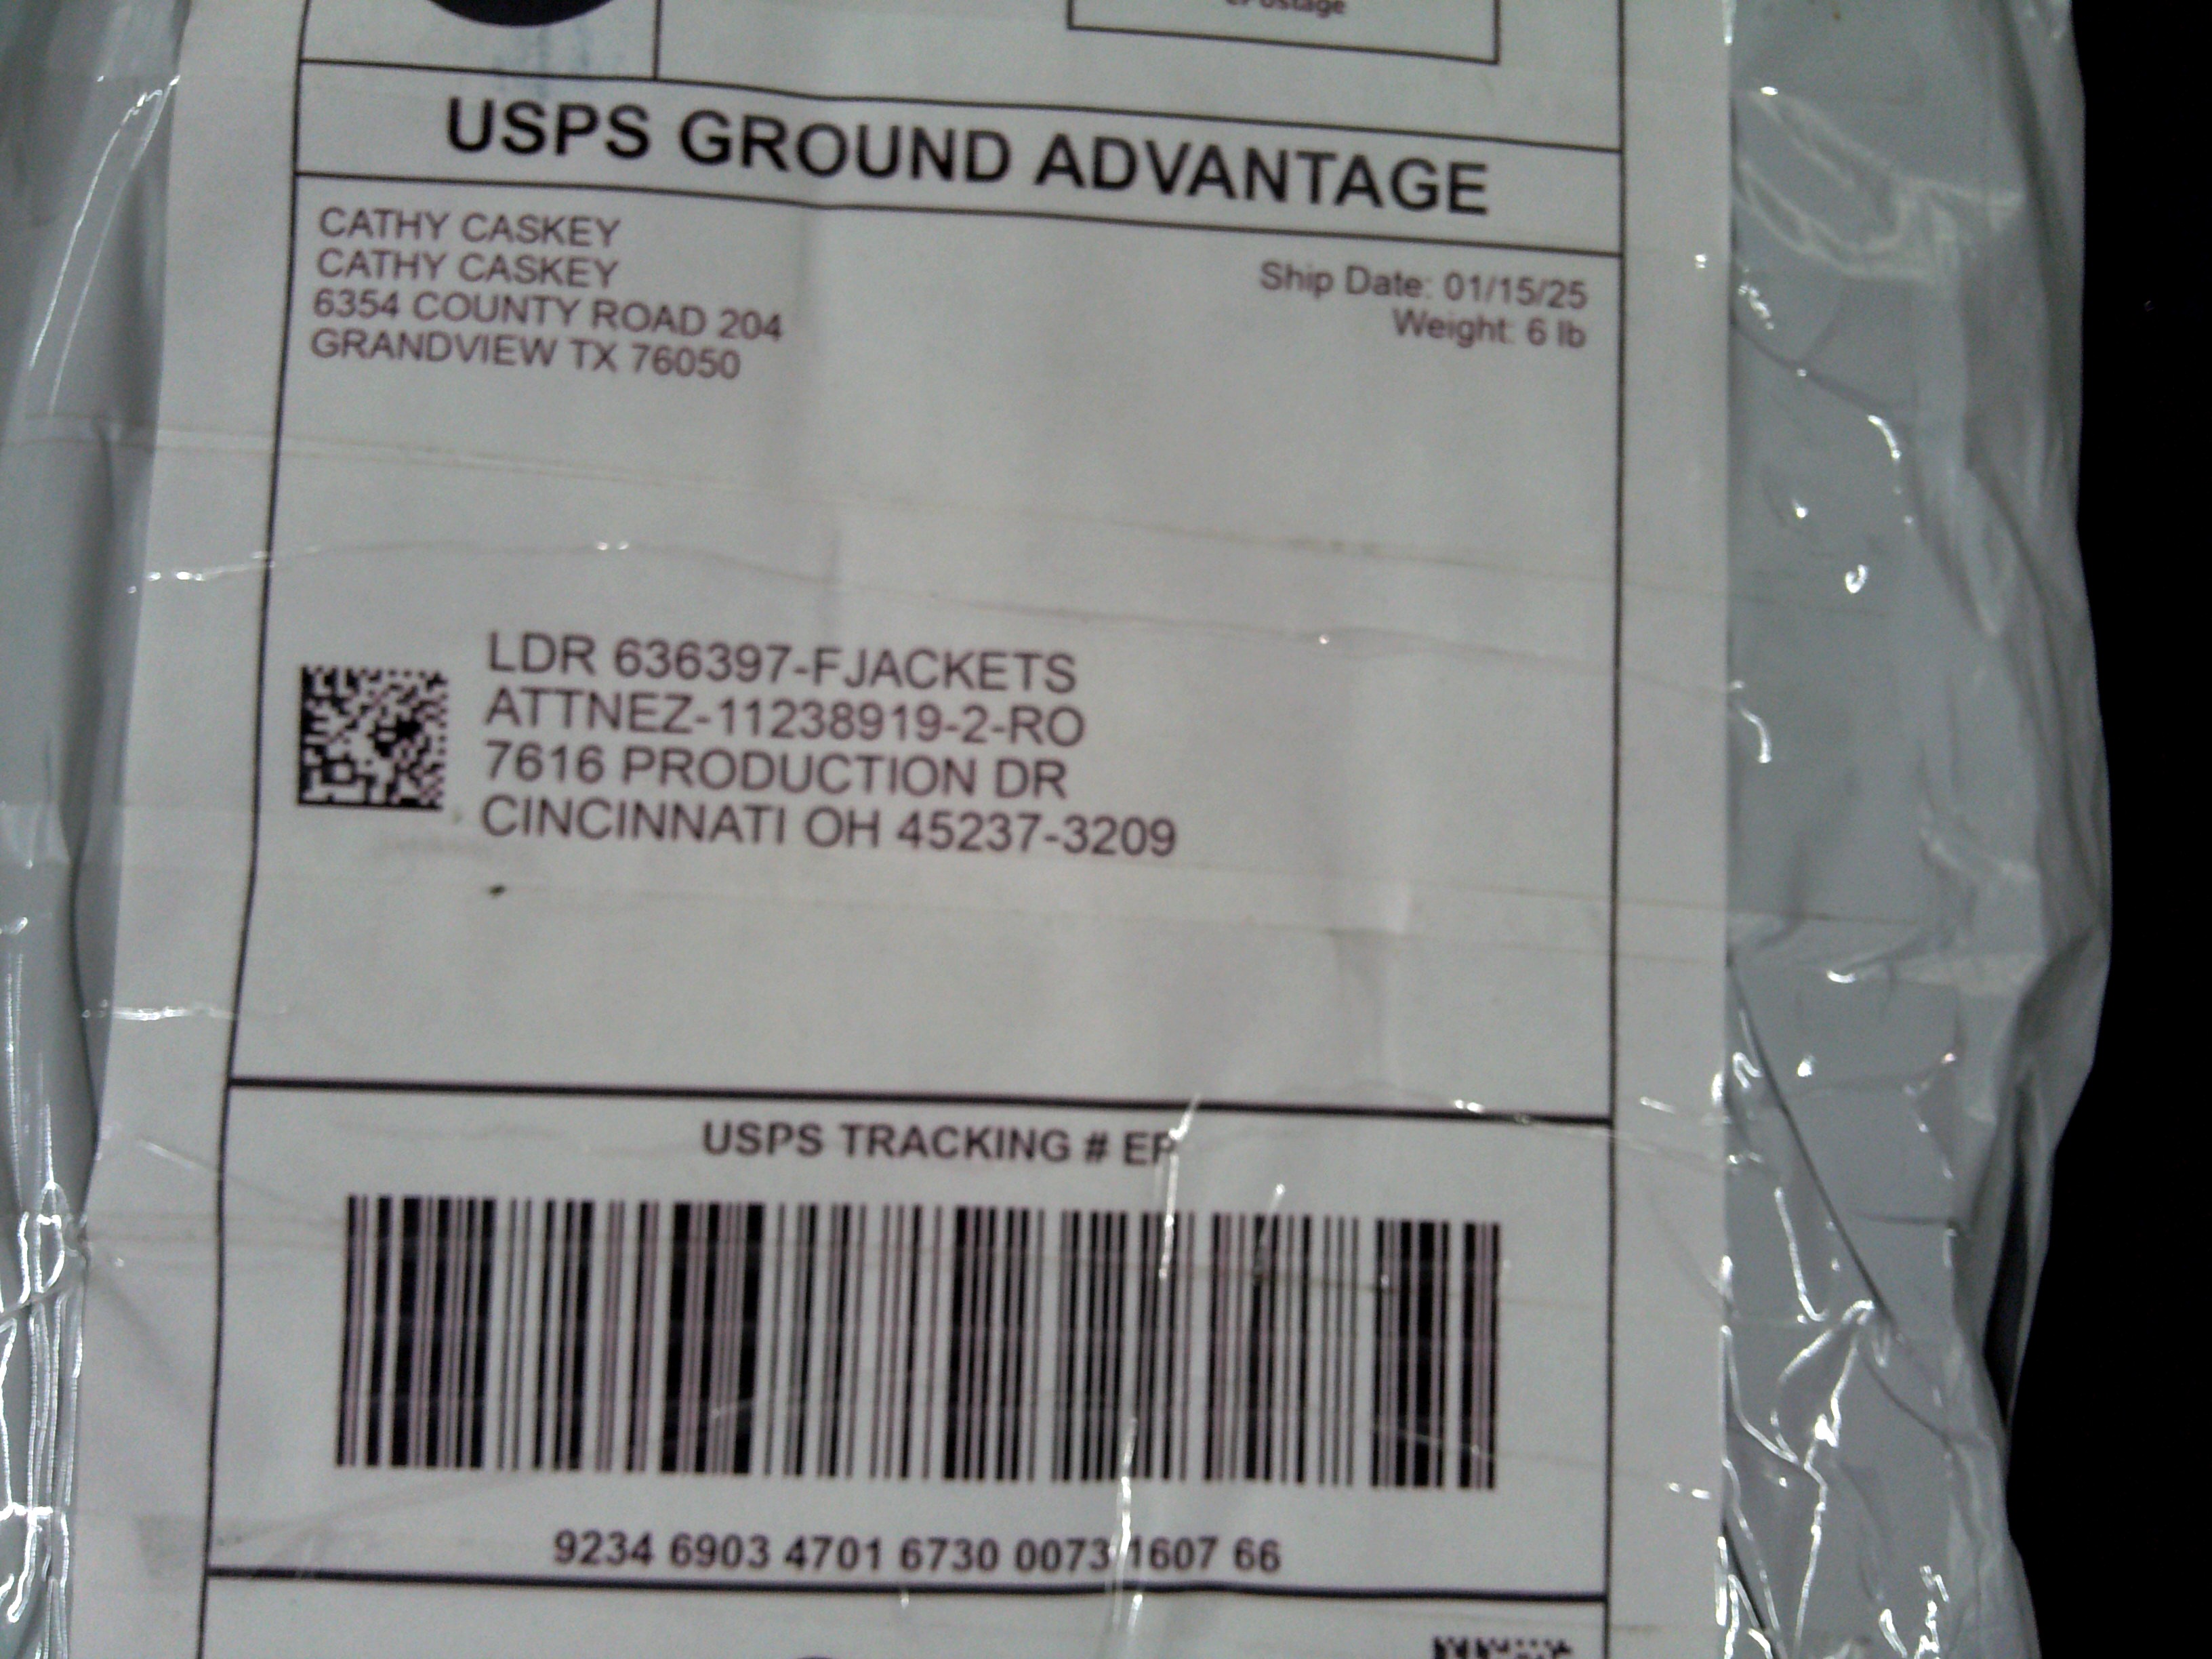 ePostage
USPS GROUND ADVANTAGE
CATHY CASKEY
CATHY CASKEY
6354 COUNTY ROAD 204
GRANDVIEW TX 76050
Ship Date: 01/15/25
Weight: 6 lb
LDR 636397-FJACKETS
ATTNEZ-11238919-2-RO
7616 PRODUCTION DR
CINCINNATI OH 45237-3209
USPS TRACKING # EP
9234 6903 4701 6730 0073 1607 66